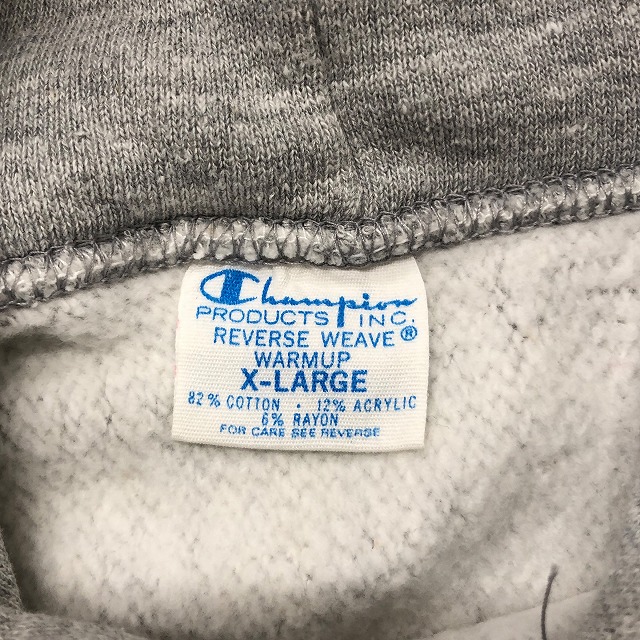 Champion
PRODUCTS INC.
REVERSE WEAVE®
WARMUP
X-LARGE
82% COTTON · 12% ACRYLIC
6% RAYON
FOR CARE SEE REVERSE